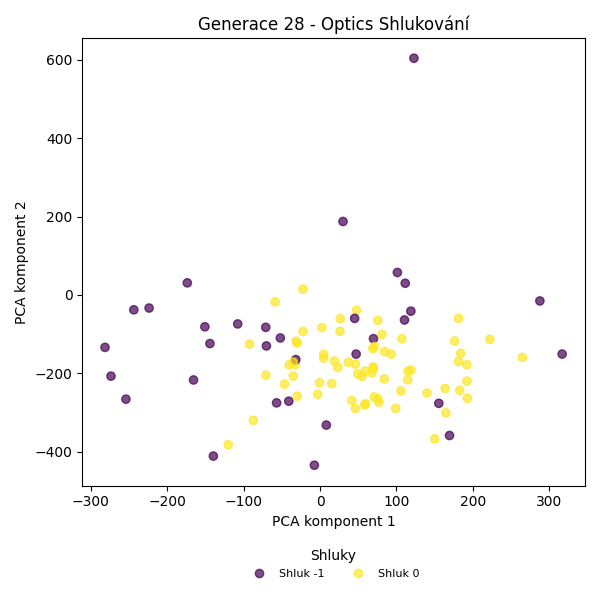 Generace 28 - Optics Shlukování
600
400
200
0
−200
−400
PCA komponent 2
−300
−200
−100
0
100
200
300
PCA komponent 1
Shluky
Shluk -1
Shluk 0